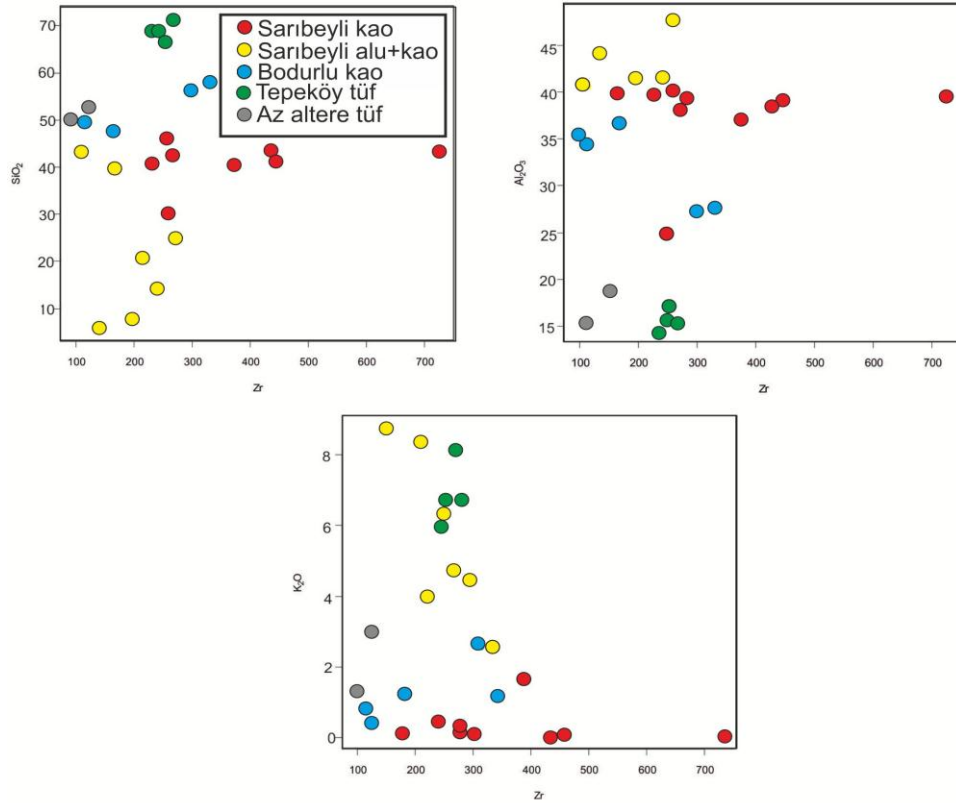 70
60
50
40
30
20
10
SiO₂
100 200 300 400 500 600 700
Zr
Sarıbeyli kao
Sarıbeyli alu+kao
Bodurlu kao
Tepeköy tüf
Az altere tüf
45
40
35
30
25
20
15
Al₂O₃
100 200 300 400 500 600 700
Zr
8
6
4
2
0
K₂O
100 200 300 400 500 600 700
Zr